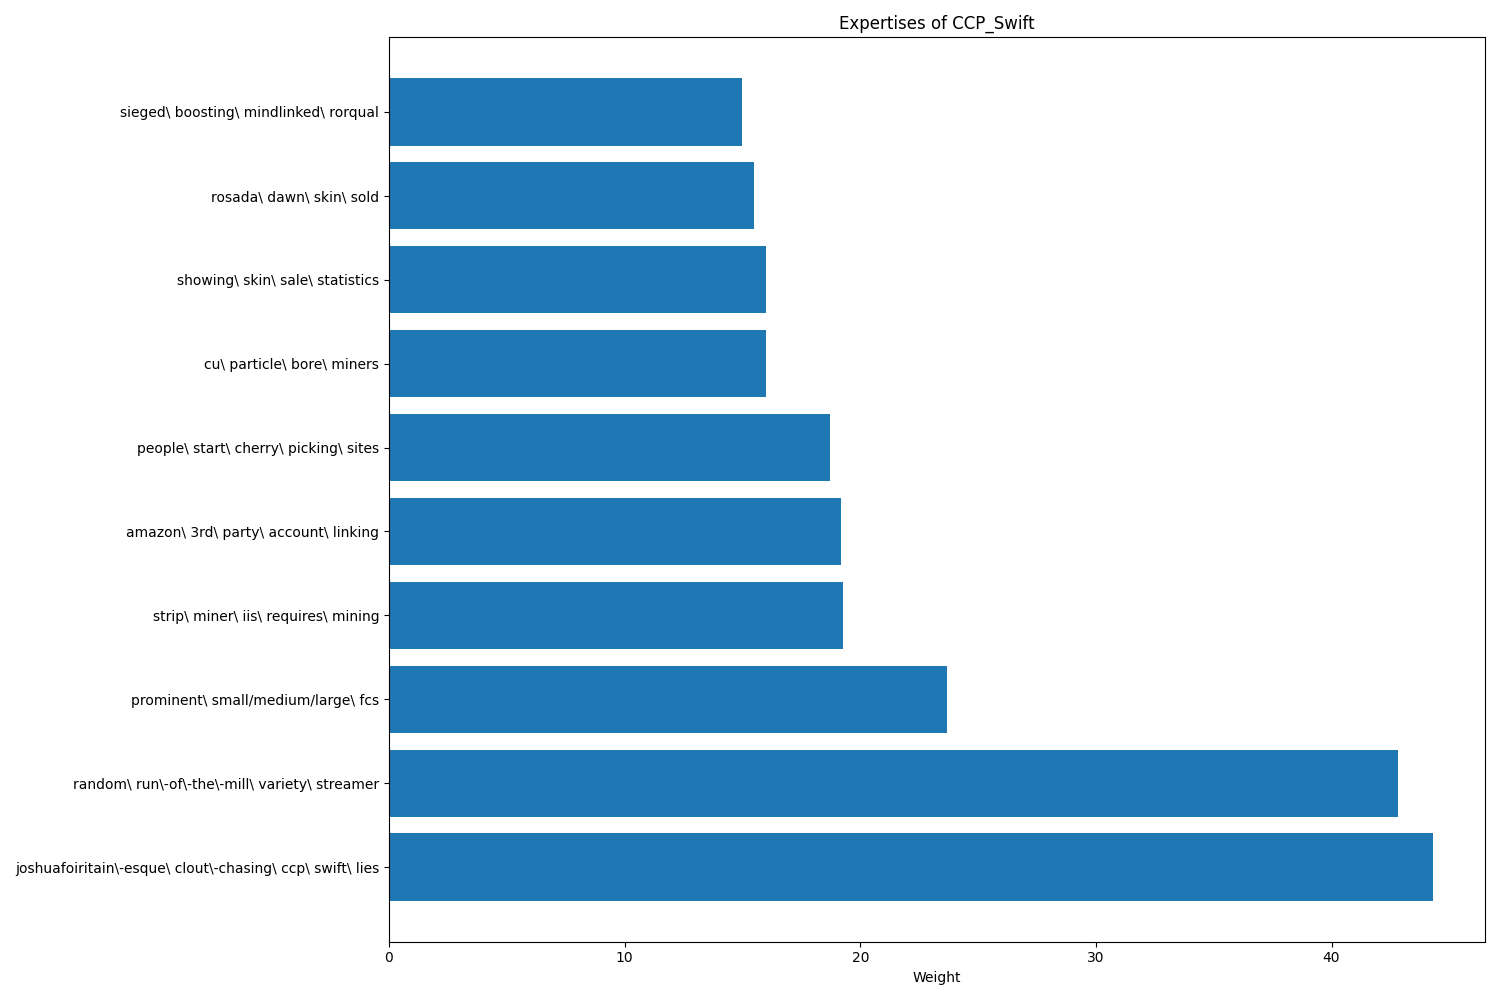 Expertises of CCP_Swift
sieged\ boosting\ mindlinked\ rorqual
rosada\ dawn\ skin\ sold
showing\ skin\ sale\ statistics
cu\ particle\ bore\ miners
people\ start\ cherry\ picking\ sites
amazon\ 3rd\ party\ account\ linking
strip\ miner\ iis\ requires\ mining
prominent\ small/medium/large\ fcs
random\ run\-of\-the\-mill\ variety\ streamer
joshuafoiritain\-esque\ clout\-chasing\ ccp\ swift\ lies
0 10 20 30 40
Weight